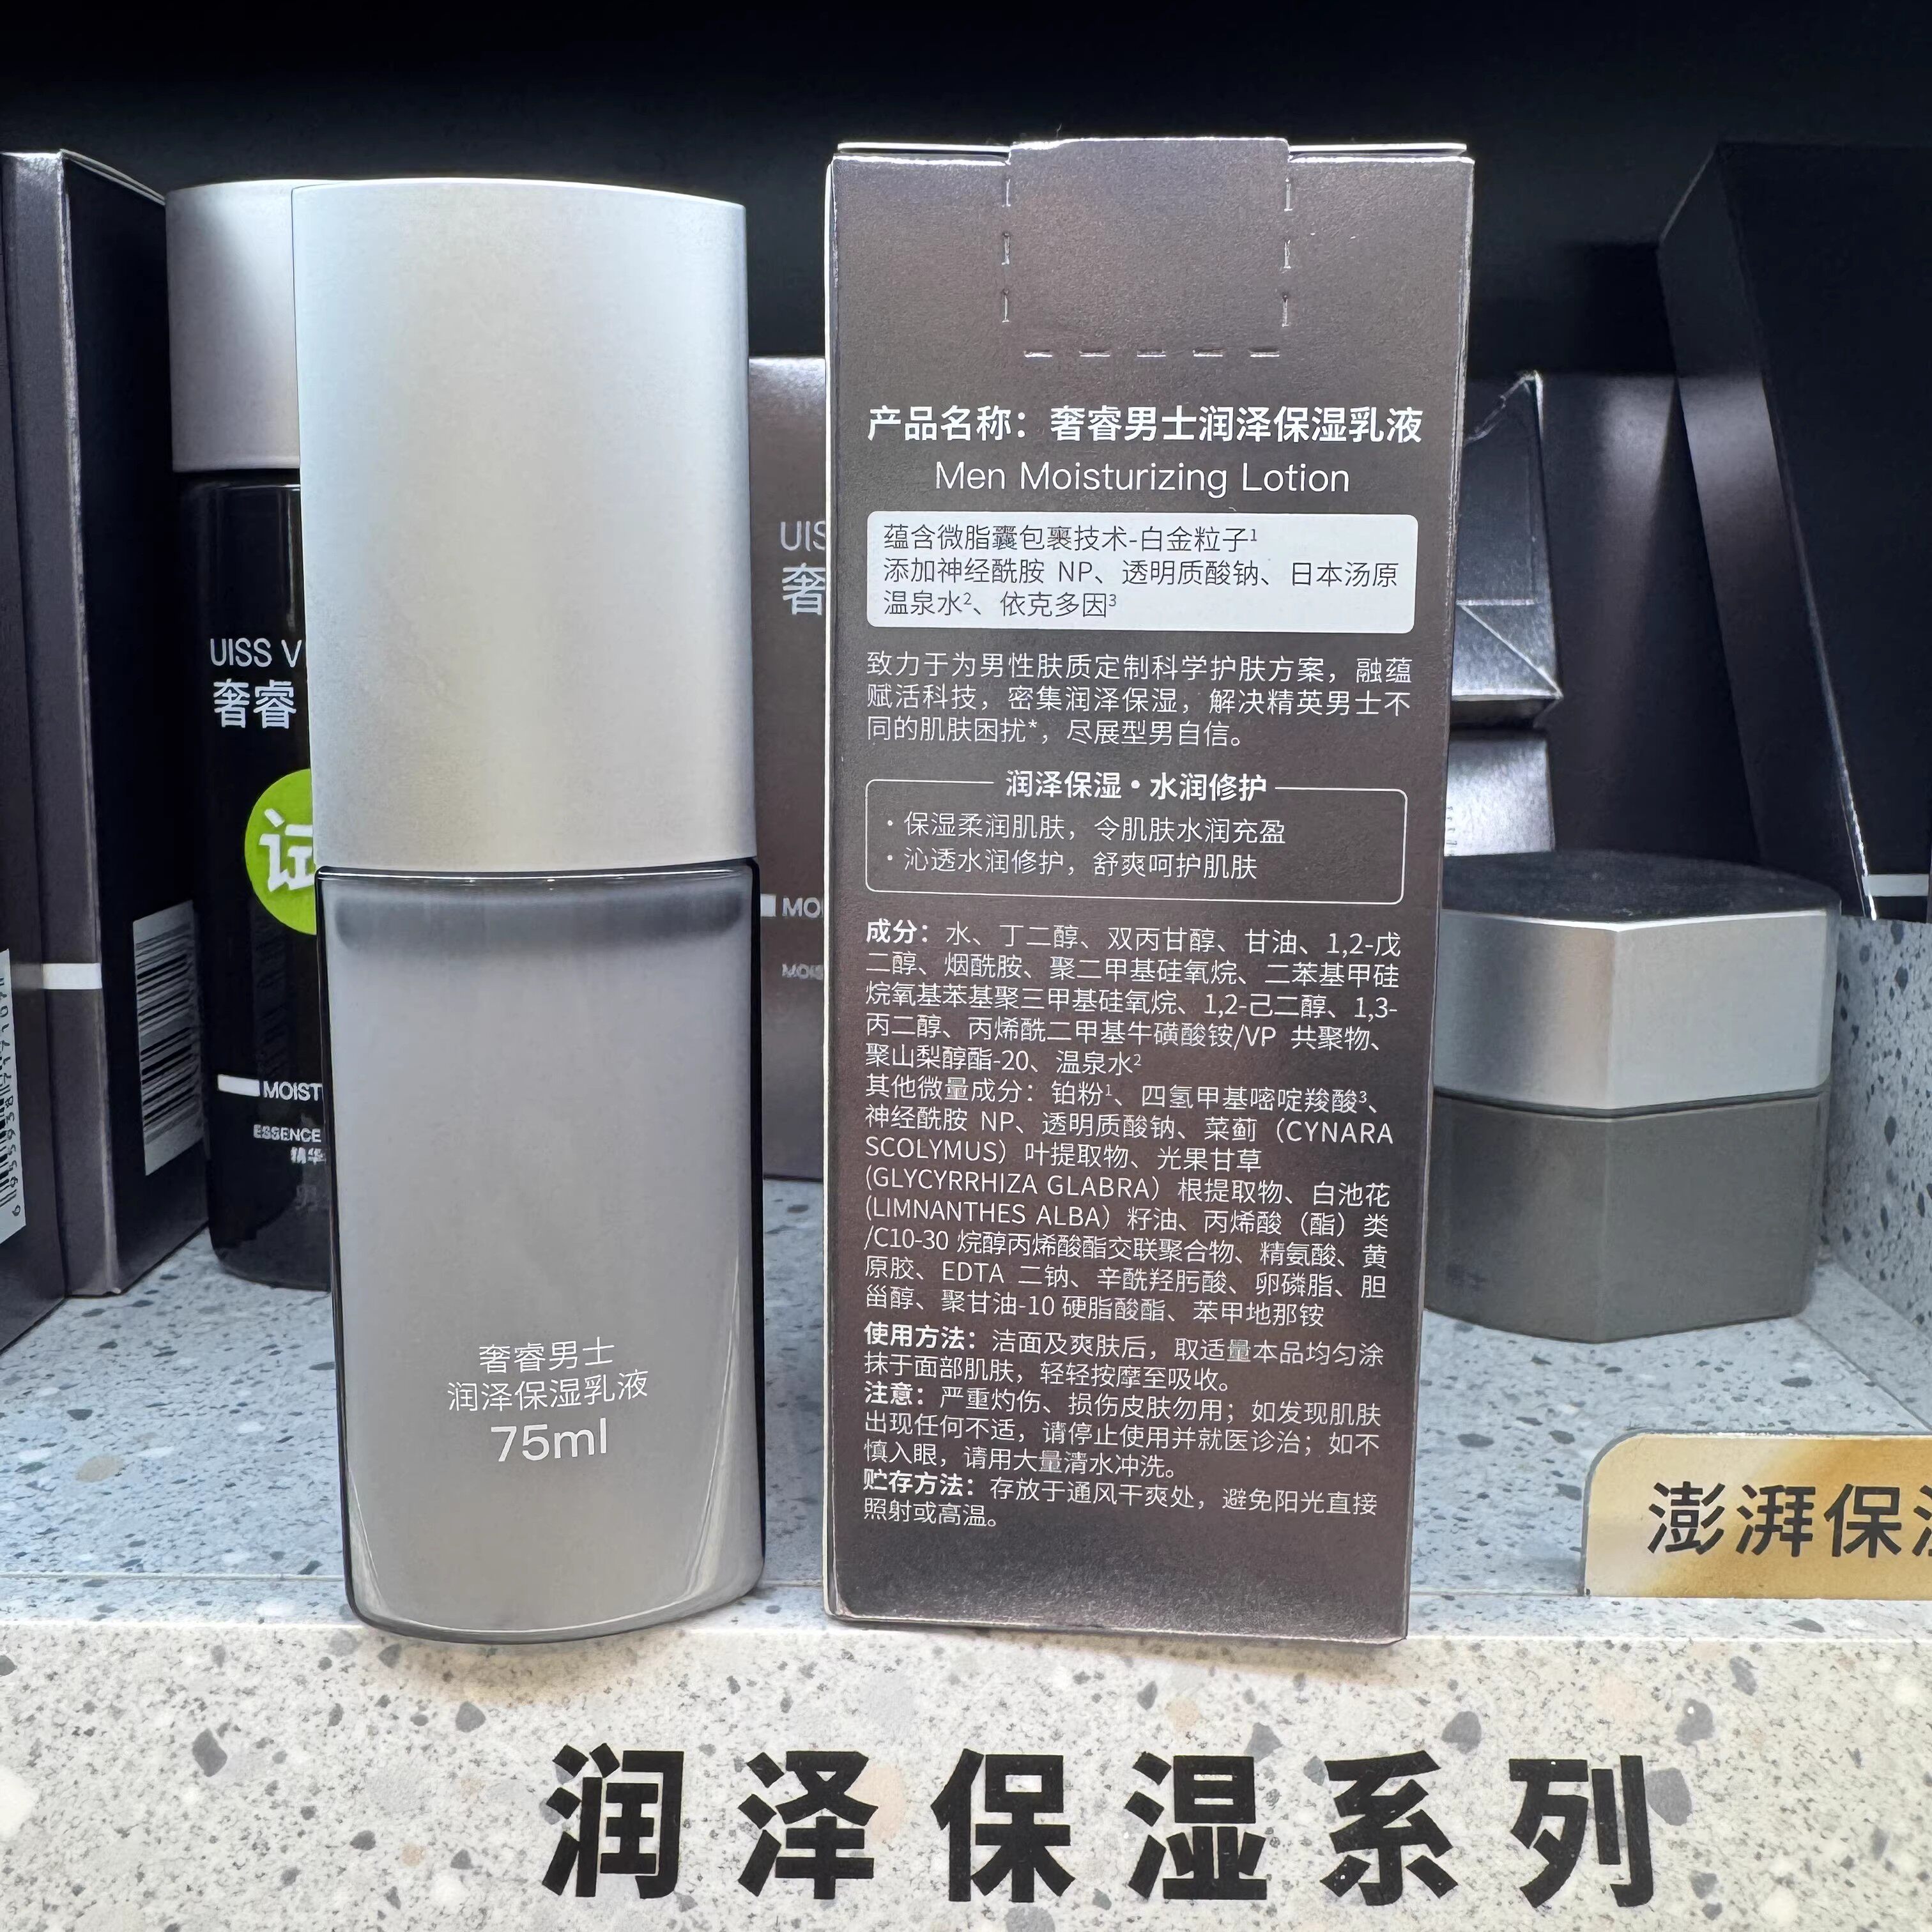 产品名称：奢睿男士润泽保湿乳液
Men Moisturizing Lotion
蕴含微脂囊包裹技术-白金粒子¹
添加神经酰胺 NP、透明质酸钠、日本汤原
温泉水²、依克多因³
致力于为男性肤质定制科学护肤方案，融蕴
赋活科技，密集润泽保湿，解决精英男士不
同的肌肤困扰*，尽展型男自信。
润泽保湿•水润修护
·保湿柔润肌肤，令肌肤水润充盈
·沁透水润修护，舒爽呵护肌肤
成分：水、丁二醇、双丙甘醇、甘油、1,2-戊
二醇、烟酰胺、聚二甲基硅氧烷、二苯基甲硅
烷氧基苯基聚三甲基硅氧烷、1,2-己二醇、1,3-
丙二醇、丙烯酰二甲基牛磺酸铵/VP 共聚物、
聚山梨醇酯-20、温泉水²
其他微量成分：铂粉¹、四氢甲基嘧啶羧酸³、
神经酰胺 NP、透明质酸钠、菜蓟（CYNARA
SCOLYMUS）叶提取物、光果甘草
(GLYCYRRHIZA GLABRA）根提取物、白池花
(LIMNANTHES ALBA）籽油、丙烯酸（酯）类
/C10-30 烷醇丙烯酸酯交联聚合物、精氨酸、黄
原胶、EDTA 二钠、辛酰羟肟酸、卵磷脂、胆
甾醇、聚甘油-10 硬脂酸酯、苯甲地那铵
使用方法：洁面及爽肤后，取适量本品均匀涂
抹于面部肌肤，轻轻按摩至吸收。
注意：严重灼伤、损伤皮肤勿用；如发现肌肤
出现任何不适，请停止使用并就医诊治；如不
慎入眼，请用大量清水冲洗。
贮存方法：存放于通风干爽处，避免阳光直接
照射或高温。
奢睿男士
润泽保湿乳液
75ml
UISS V
奢睿
试
MOIST
ESSENCE
精华
UIS
奢
MOI
MOIS
澎湃保湿
润泽保湿系列